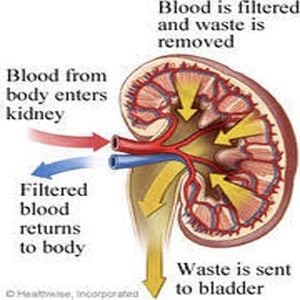 Blood is filtered
and waste is
removed
Blood from
body enters
kidney
Filtered
blood
returns
to body
Waste is sent
to bladder
© Healthwise, Incorporated